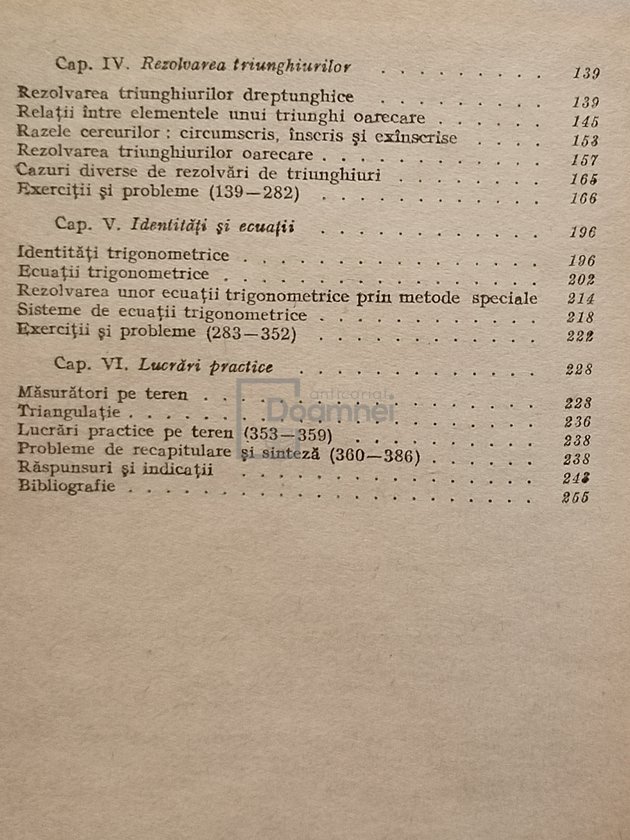 Cap. IV. Rezolvarea triunghiurilor . . . . . . . . 139
Rezolvarea triunghiurilor dreptunghice . . . . . . . . 139
Relații între elementele unui triunghi oarecare . . . . . 145
Razele cercurilor : circumscris, înscris și exînscrise . . . . 153
Rezolvarea triunghiurilor oarecare . . . . . . . . . . 157
Cazuri diverse de rezolvări de triunghiuri . . . . . . . 165
Exerciții și probleme (139—282) . . . . . . . . . . 166
Cap. V. Identități și ecuații . . . . . . . . . . 196
Identități trigonometrice . . . . . . . . . . . . . 196
Ecuații trigonometrice . . . . . . . . . . . . . . 202
Rezolvarea unor ecuații trigonometrice prin metode speciale 214
Sisteme de ecuații trigonometrice . . . . . . . . . . 218
Exerciții și probleme (283—352) . . . . . . . . . . 222
Cap. VI. Lucrări practice . . . . . . . . . . . 228
Măsurători pe teren . . . . . . . . . . . . . . . 228
Triangulație . . . . . . . . . . . . . . . . . . 236
Lucrări practice pe teren (353—359) . . . . . . . . . 238
Probleme de recapitulare și sinteză (360—386) . . . . . 238
Răspunsuri și indicații . . . . . . . . . . . . . 243
Bibliografie . . . . . . . . . . . . . . . . . . 255
anticariat
Doamnei